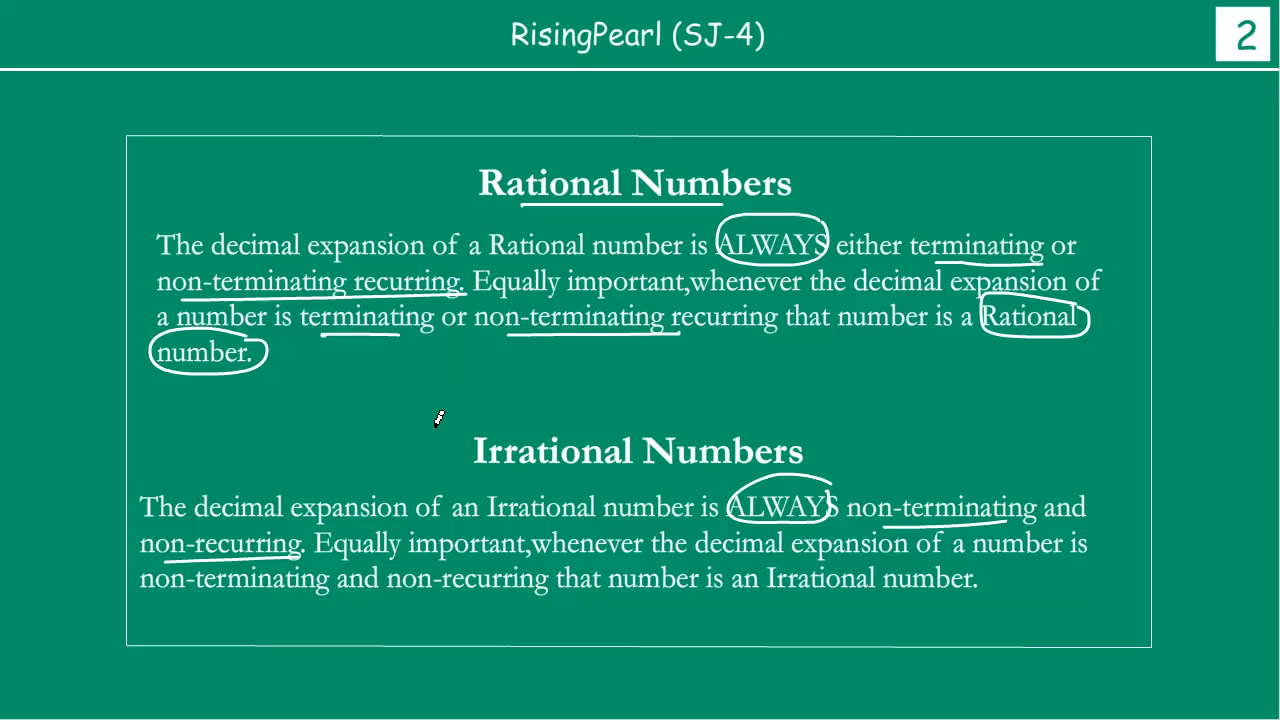 RisingPearl (SJ-4)
2
Rational Numbers
The decimal expansion of a Rational number is ALWAYS either terminating or
non-terminating recurring. Equally important,whenever the decimal expansion of
a number is terminating or non-terminating recurring that number is a Rational
number.
Irrational Numbers
The decimal expansion of an Irrational number is ALWAYS non-terminating and
non-recurring. Equally important,whenever the decimal expansion of a number is
non-terminating and non-recurring that number is an Irrational number.